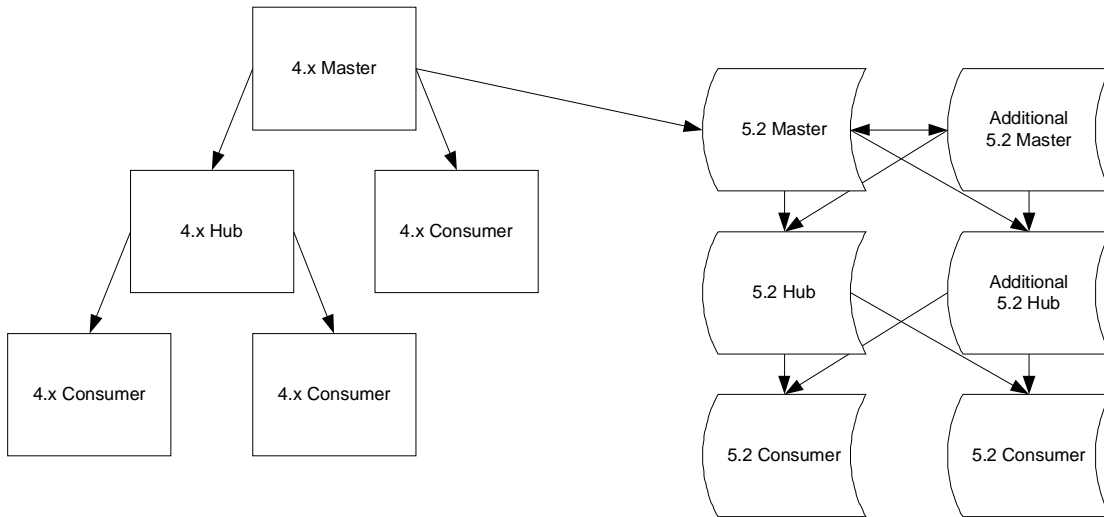 4.x Master
5.2 Master
Additional
5.2 Master
4.x Hub
4.x Consumer
5.2 Hub
Additional
5.2 Hub
4.x Consumer
4.x Consumer
5.2 Consumer
5.2 Consumer